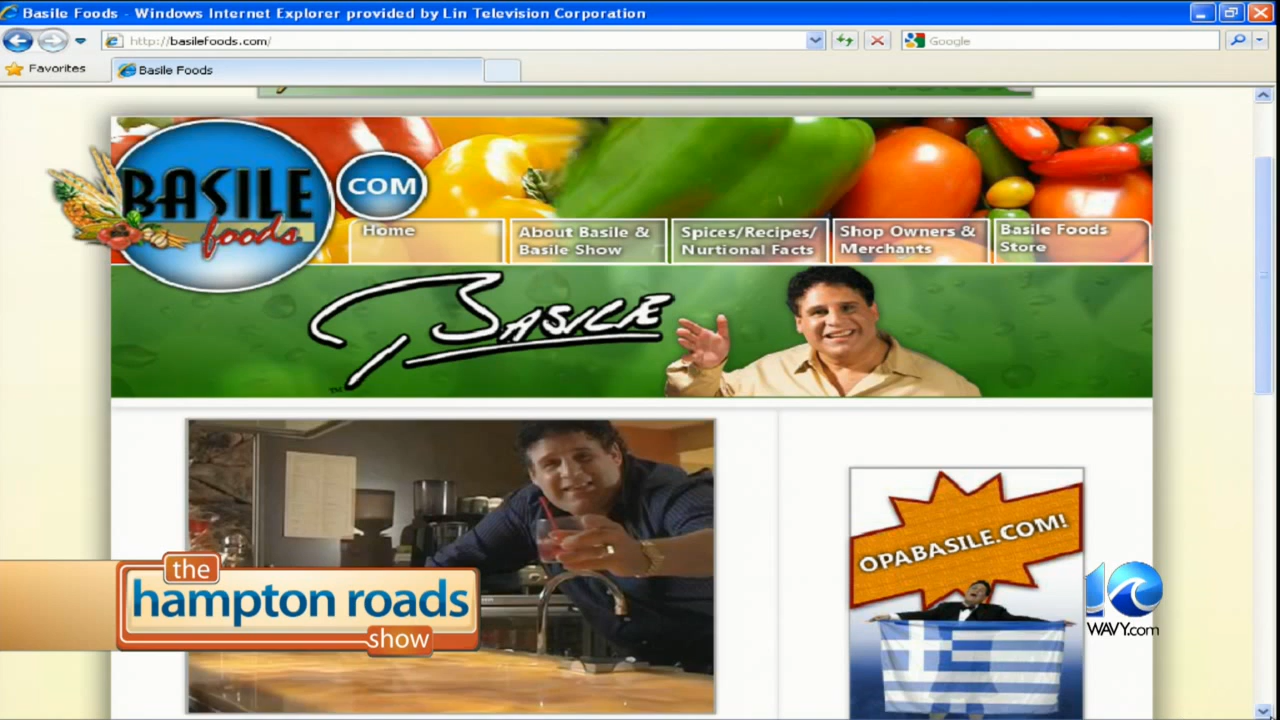 Basile Foods - Windows Internet Explorer provided by Lin Television Corporation
http://basilefoods.com/
Google
Favorites
Basile Foods
BASILE
foods
COM
Home
About Basile &
Basile Show
Spices/Recipes/
Nurtional Facts
Shop Owners &
Merchants
Basile Foods
Store
BASILE
TM
OPABASILE.COM!
the
hampton roads
show
10
WAVY.com